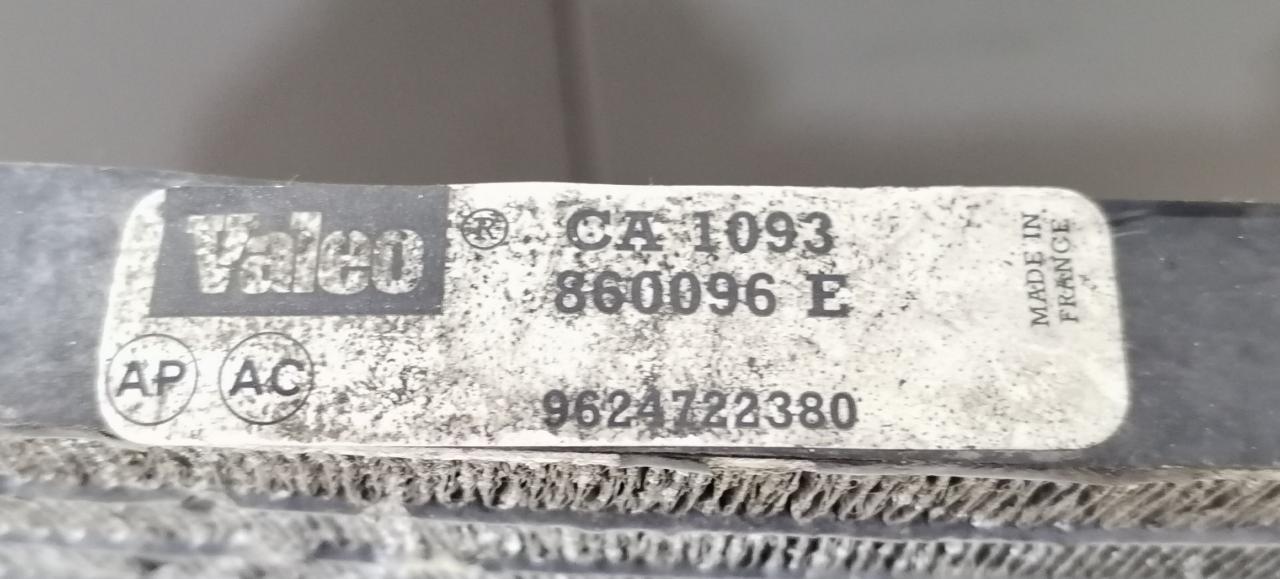 Valeo ® CA 1093
860096 E
AP AC
9624722380
MADE IN
FRANCE